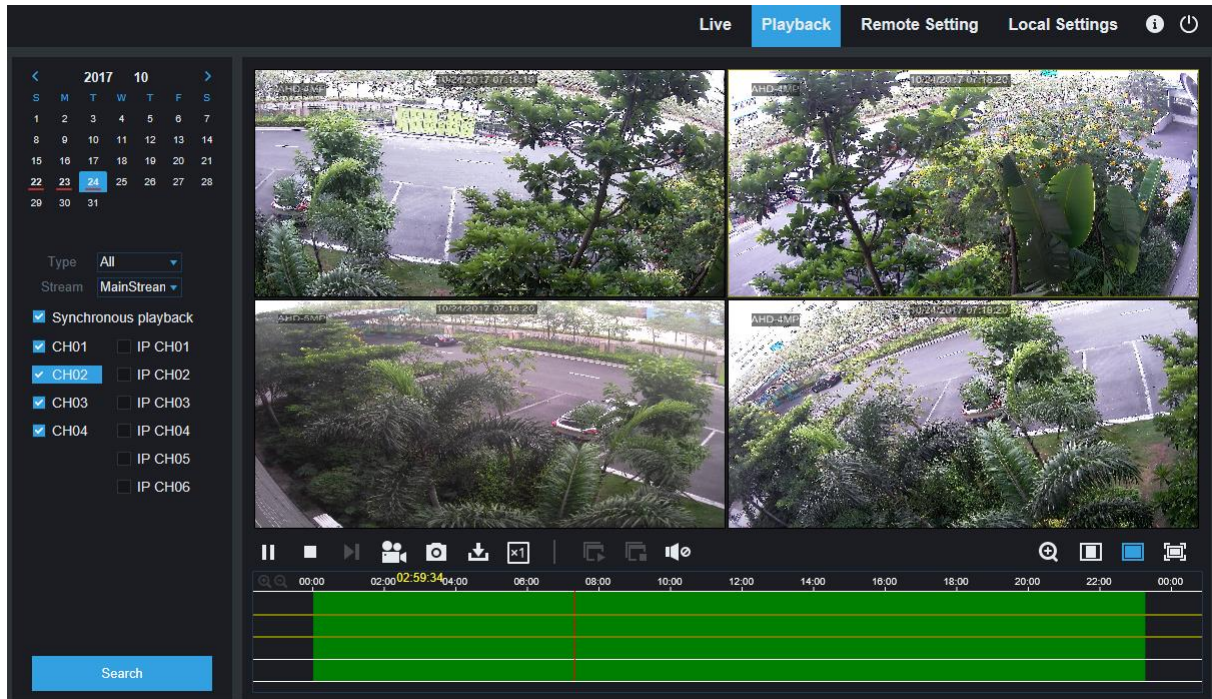 Live Playback Remote Setting Local Settings
2017 10
S M T W T F S
1 2 3 4 5 6 7
8 9 10 11 12 13 14
15 16 17 18 19 20 21
22 23 24 25 26 27 28
29 30 31
Type All
Stream MainStrean
Synchronous playback
CH01 IP CH01
CH02 IP CH02
CH03 IP CH03
CH04 IP CH04
IP CH05
IP CH06
Search
AHD-4MP 10/24/2017 07:18:19
AHD-4MP 10/24/2017 07:18:20
AHD-5MP 10/24/2017 07:18:20
AHD-4MP 10/24/2017 07:18:20
×1
02:59:34
00:00 02:00 04:00 06:00 08:00 10:00 12:00 14:00 16:00 18:00 20:00 22:00 00:00